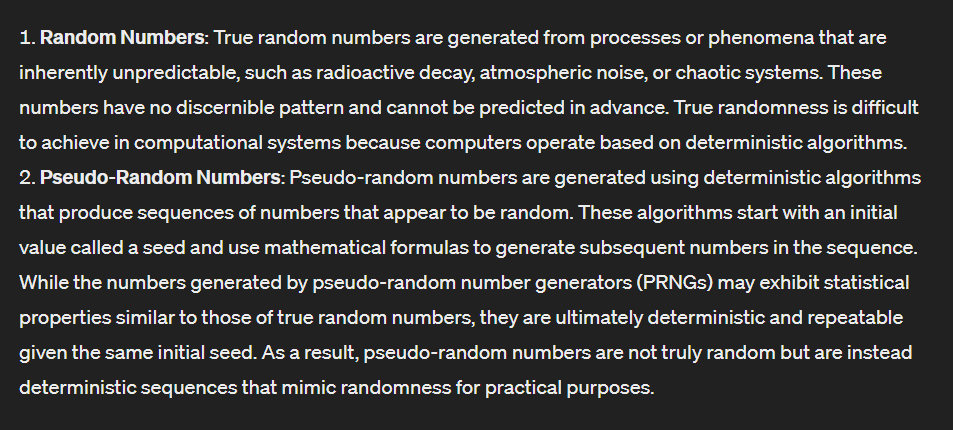 1. Random Numbers: True random numbers are generated from processes or phenomena that are
inherently unpredictable, such as radioactive decay, atmospheric noise, or chaotic systems. These
numbers have no discernible pattern and cannot be predicted in advance. True randomness is difficult
to achieve in computational systems because computers operate based on deterministic algorithms.
2. Pseudo-Random Numbers: Pseudo-random numbers are generated using deterministic algorithms
that produce sequences of numbers that appear to be random. These algorithms start with an initial
value called a seed and use mathematical formulas to generate subsequent numbers in the sequence.
While the numbers generated by pseudo-random number generators (PRNGs) may exhibit statistical
properties similar to those of true random numbers, they are ultimately deterministic and repeatable
given the same initial seed. As a result, pseudo-random numbers are not truly random but are instead
deterministic sequences that mimic randomness for practical purposes.